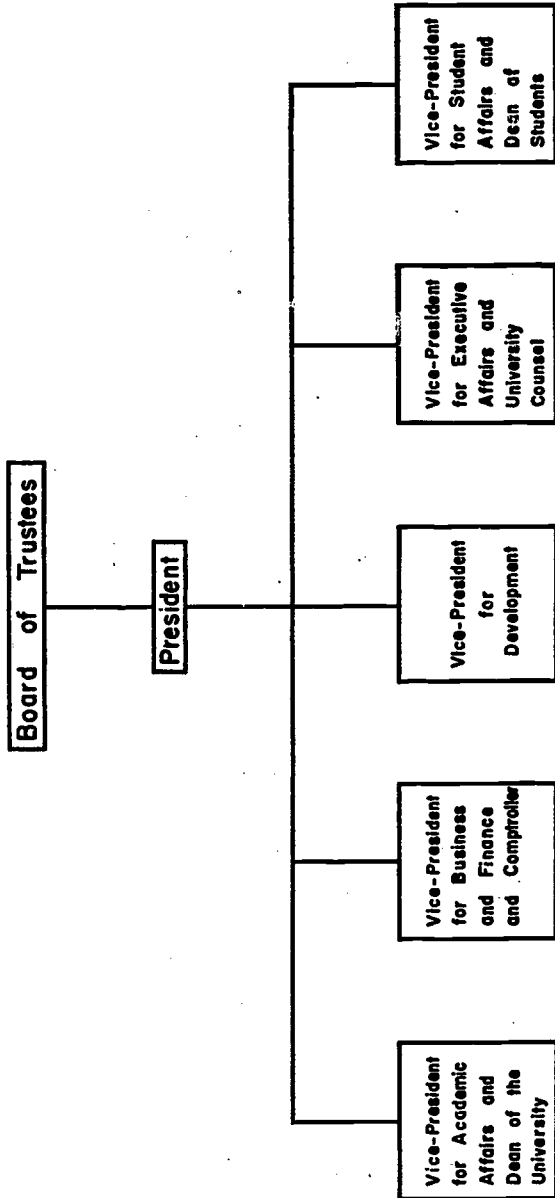 Board of Trustees
President
Vice-President
for Academic
Affairs and
Dean of the
University
Vice-President
for Business
and Finance
and Comptroller
Vice-President
for
Development
Vice-President
for Executive
Affairs and
University
Counsel
Vice-President
for Student
Affairs and
Dean of
Students